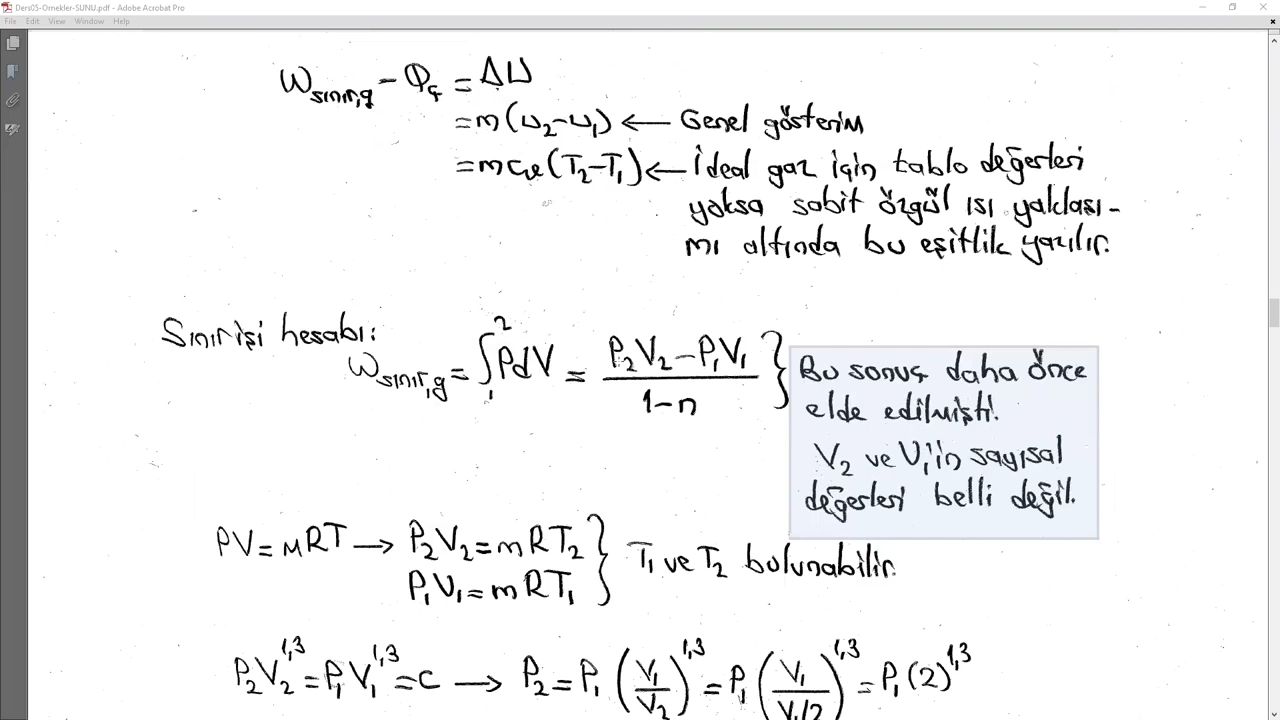 Ders05-Ornekler-SUNU.pdf - Adobe Acrobat Pro
File Edit View Window Help
W_sınır,g - Q_ç = ΔU
= m(u₂-u₁) ← Genel gösterim
= mc_v(T₂-T₁) ← İdeal gaz için tablo değerleri
yoksa sabit özgül ısı yaklaşı-
mı altında bu eşitlik yazılır.
Sınır işi hesabı:
W_sınır,g = ∫₁² PdV = (P₂V₂-P₁V₁)/(1-n) }
Bu sonuç daha önce
elde edilmişti.
V₂ ve V₁'in sayısal
değerleri belli değil.
PV = mRT → P₂V₂ = mRT₂
P₁V₁ = mRT₁ } T₁ ve T₂ bulunabilir.
P₂V₂^1,3 = P₁V₁^1,3 = C → P₂ = P₁(V₁/V₂)^1,3 = P₁(V₁/(V₁/2))^1,3 = P₁(2)^1,3